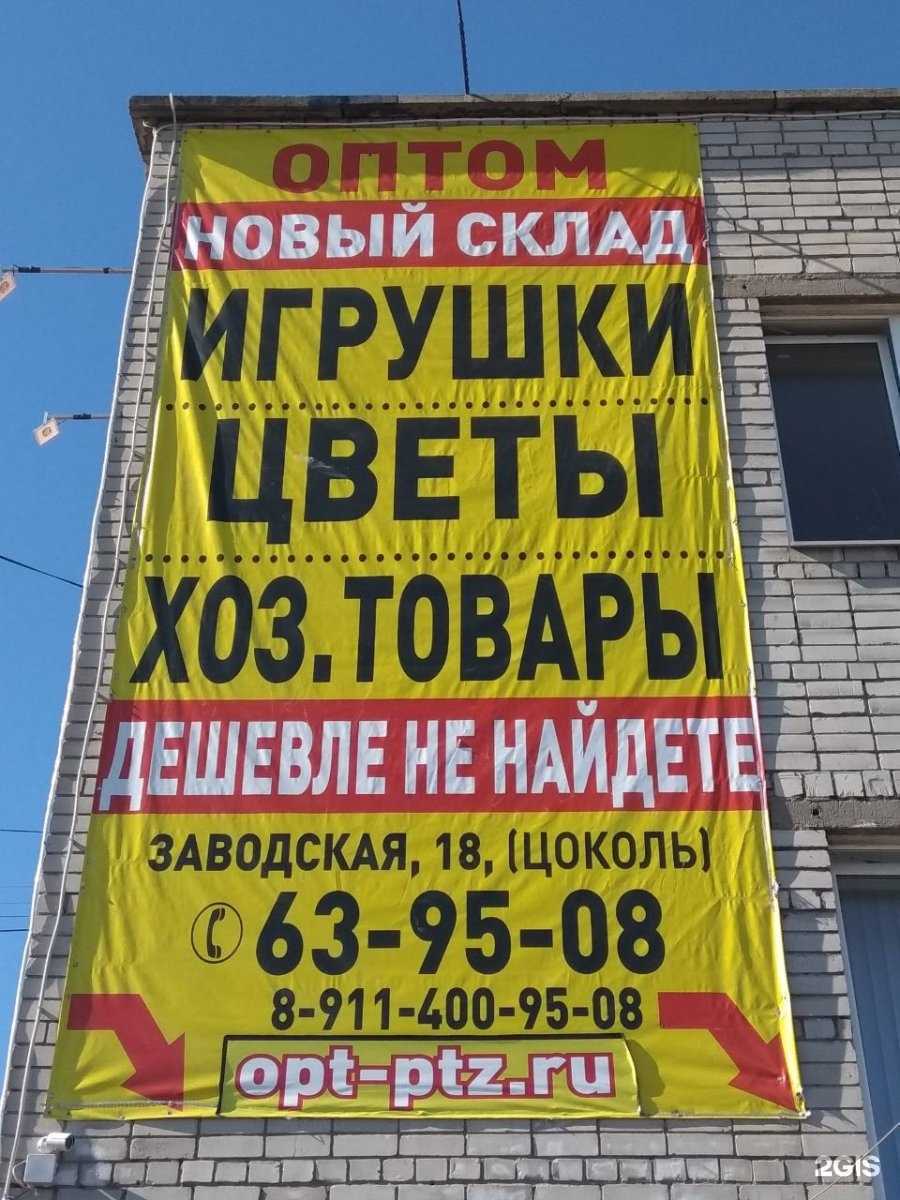 ОПТОМ
НОВЫЙ СКЛАД
ИГРУШКИ
ЦВЕТЫ
ХОЗ.ТОВАРЫ
ДЕШЕВЛЕ НЕ НАЙДЕТЕ
ЗАВОДСКАЯ, 18, (ЦОКОЛЬ)
63-95-08
8-911-400-95-08
opt-ptz.ru
2GIS